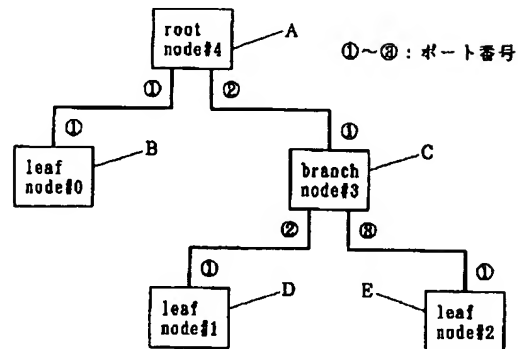 root
node#4
A
①～③：ポート番号
①
②
①
①
leaf
node#0
B
branch
node#3
C
②
③
①
①
leaf
node#1
D
E
leaf
node#2